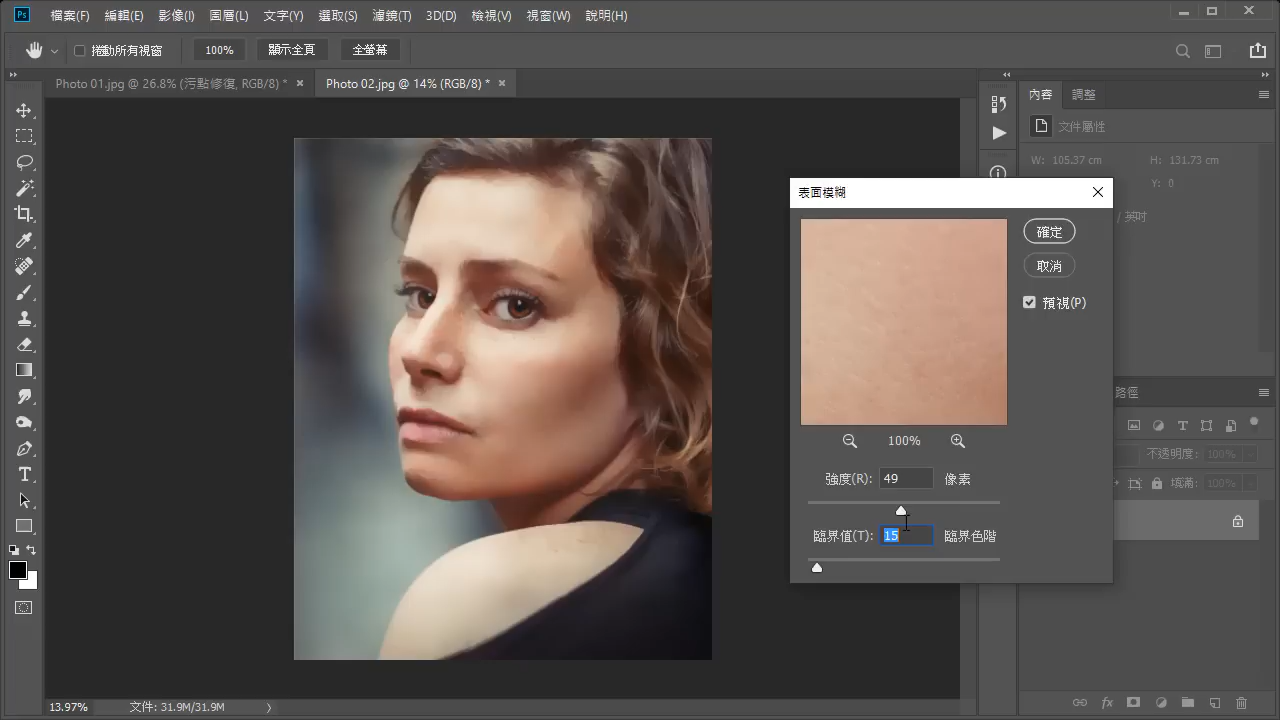 Ps 檔案(F) 編輯(E) 影像(I) 圖層(L) 文字(Y) 選取(S) 濾鏡(T) 3D(D) 檢視(V) 視窗(W) 說明(H)
捲動所有視窗 100% 顯示全頁 全螢幕
Photo 01.jpg @ 26.8% (污點修復, RGB/8) * Photo 02.jpg @ 14% (RGB/8) *
內容 調整
文件屬性
W: 105.37 cm H: 131.73 cm
Y: 0
/ 英吋
表面模糊
確定
取消
預視(P)
100%
強度(R): 49 像素
臨界值(T): 15 臨界色階
路徑
不透明度: 100%
填滿: 100%
13.97% 文件: 31.9M/31.9M